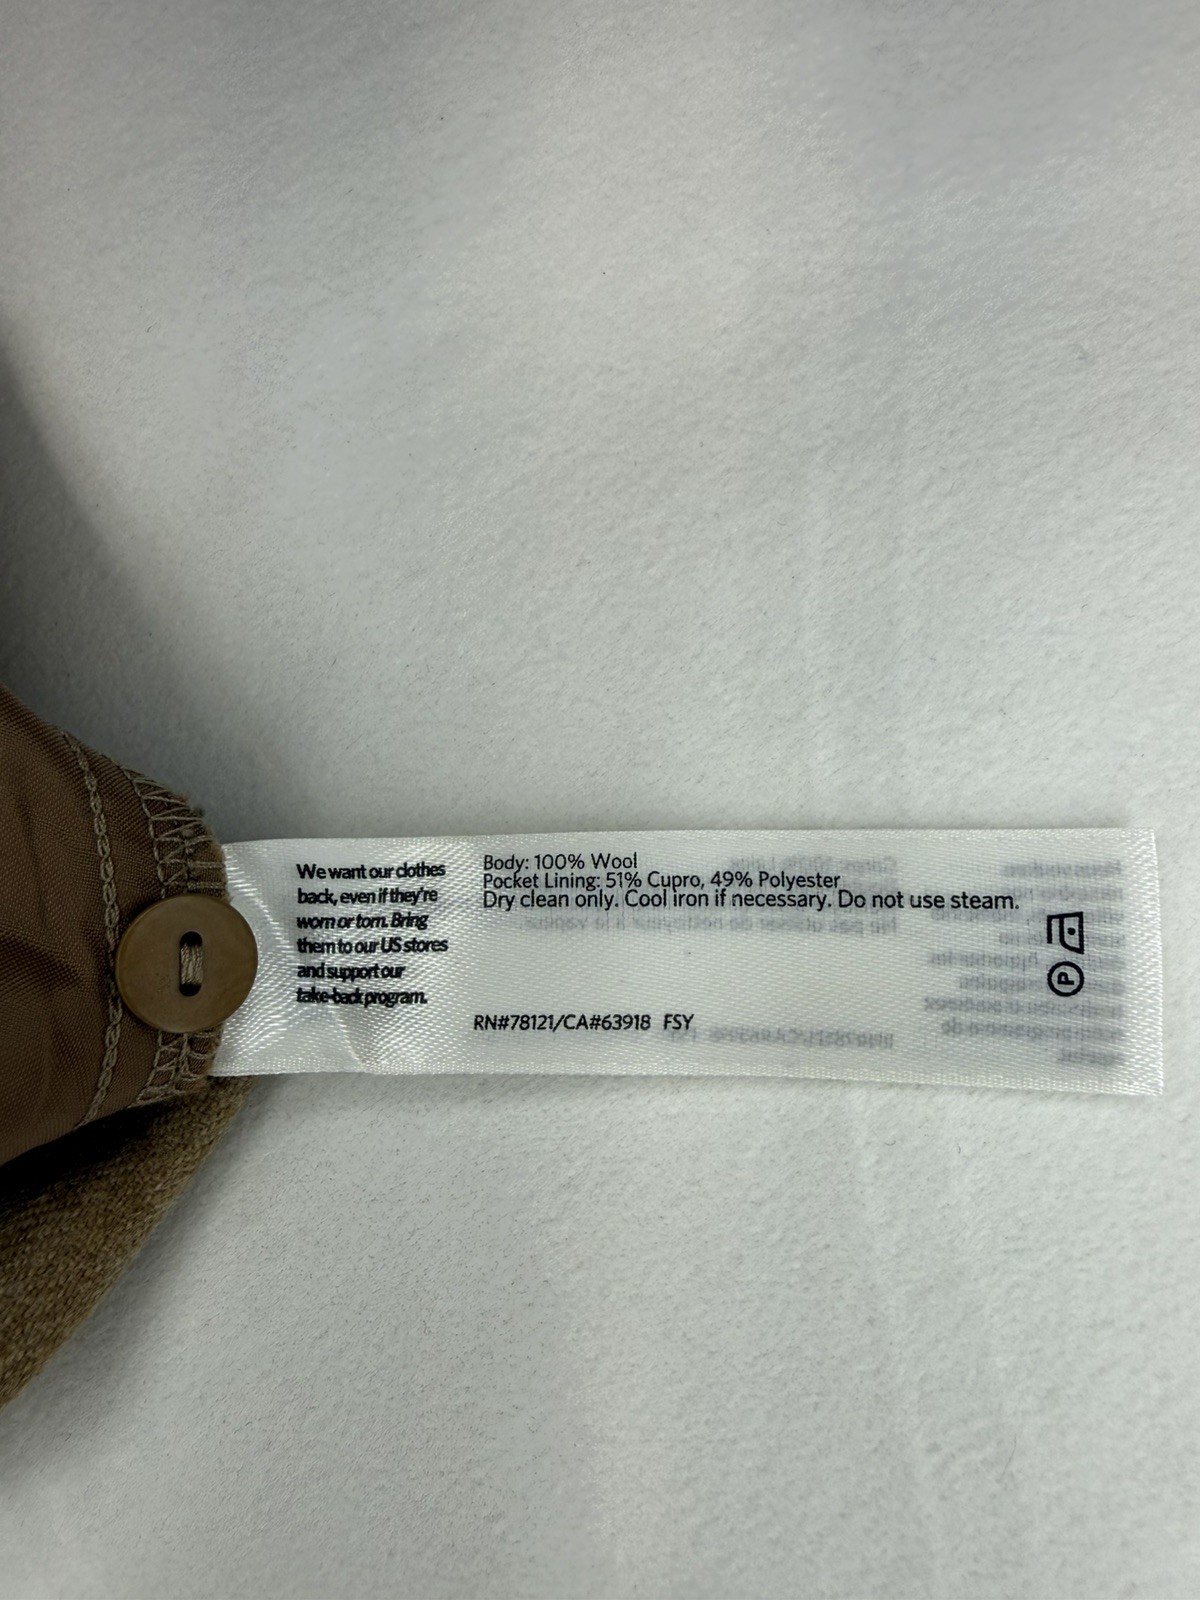 We want our clothes
back, even if they're
worn or torn. Bring
them to our US stores
and support our
take-back program.
Body: 100% Wool
Pocket Lining: 51% Cupro, 49% Polyester
Dry clean only. Cool iron if necessary. Do not use steam.
P
RN#78121/CA#63918 FSY